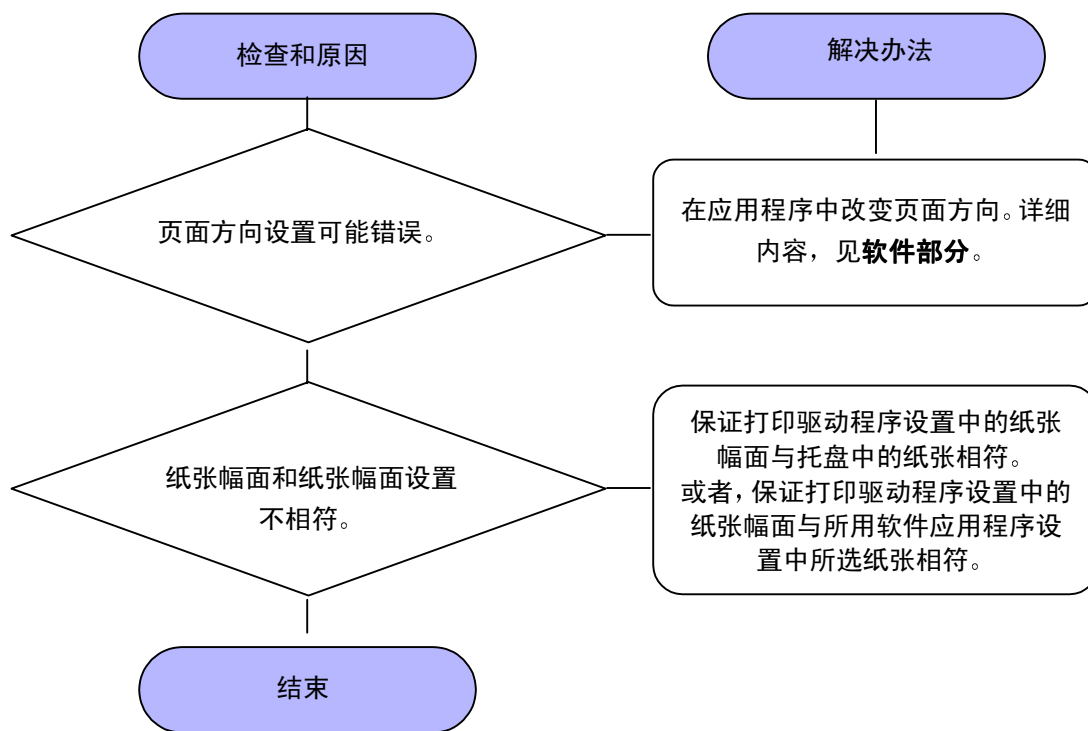 检查和原因
解决办法
页面方向设置可能错误。
在应用程序中改变页面方向。详细
内容，见软件部分。
纸张幅面和纸张幅面设置
不相符。
保证打印驱动程序设置中的纸张
幅面与托盘中的纸张相符。
或者，保证打印驱动程序设置中的
纸张幅面与所用软件应用程序设
置中所选纸张相符。
结束